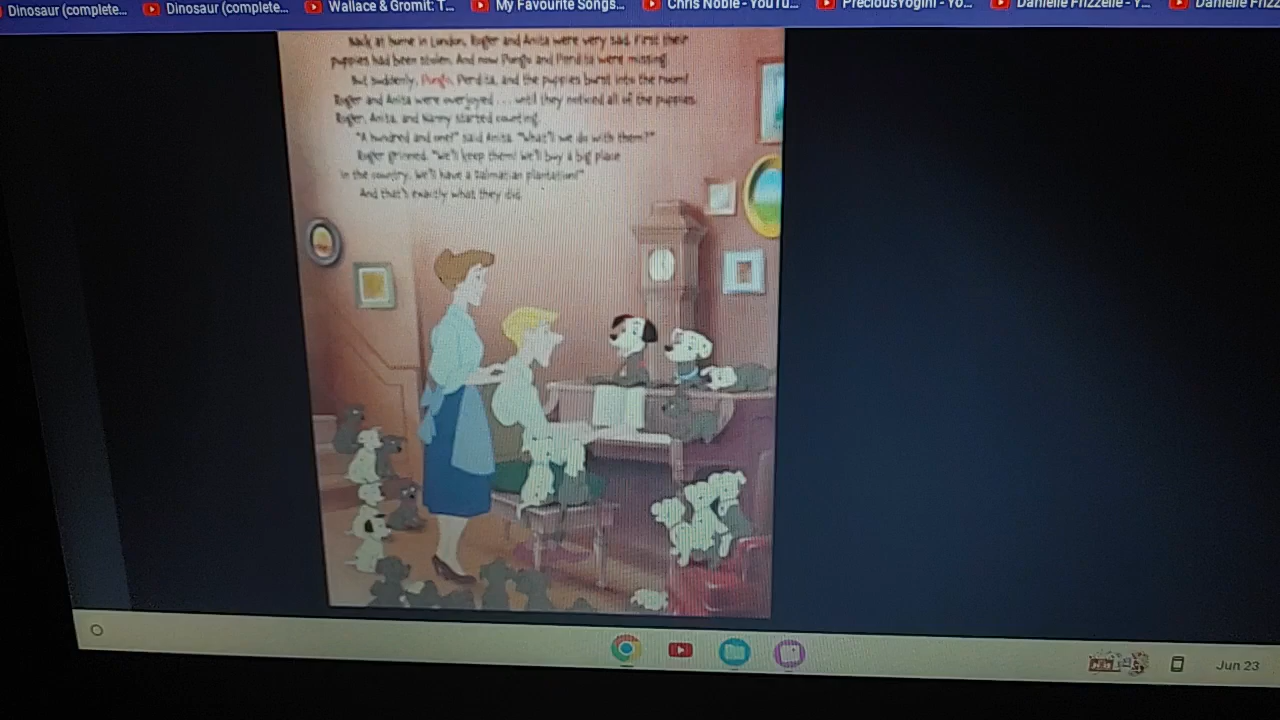 Dinosaur (complete...
Dinosaur (complete...
Wallace & Gromit: T...
My Favourite Songs...
Chris Noble - YouTu...
PreciousYogini - Yo...
Danielle Frizzelle - Y...
Danielle Frizz
Back at home in London, Roger and Anita were very sad. First their
puppies had been stolen. And now Pongo and Perdita were missing.
But suddenly, Pongo, Perdita, and the puppies burst into the room!
Roger and Anita were overjoyed . . . until they noticed all of the puppies.
Roger, Anita, and Nanny started counting.
"A hundred and one?" said Anita. "What'll we do with them?"
Roger grinned. "We'll keep them! We'll buy a big place
in the country. We'll have a Dalmatian plantation!"
And that's exactly what they did.
Jun 23